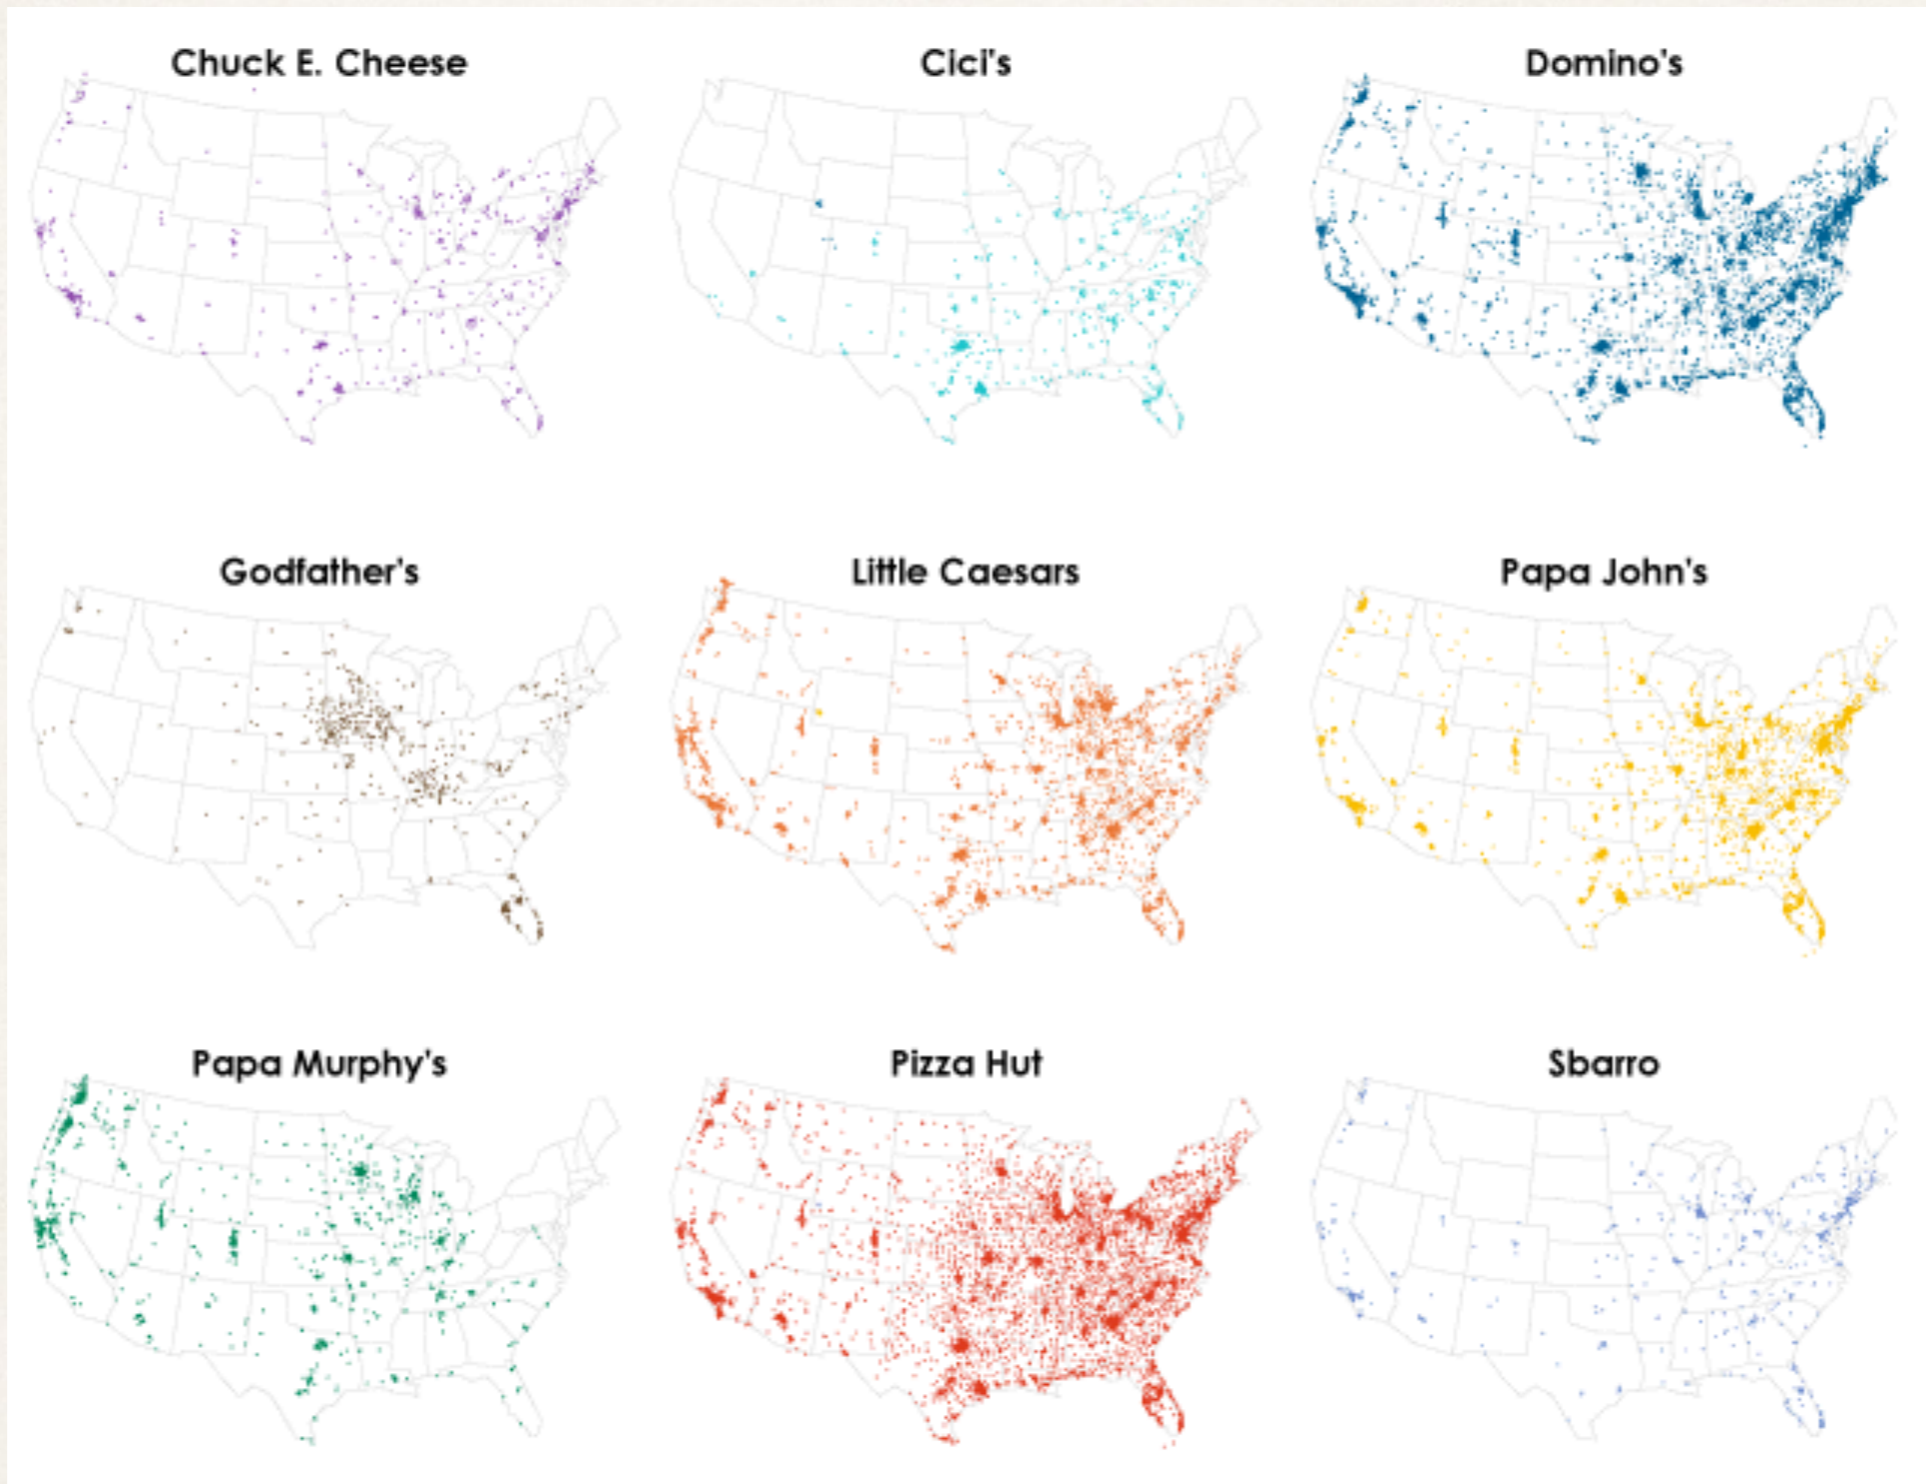 Chuck E. Cheese
Cici's
Domino's
Godfather's
Little Caesars
Papa John's
Papa Murphy's
Pizza Hut
Sbarro